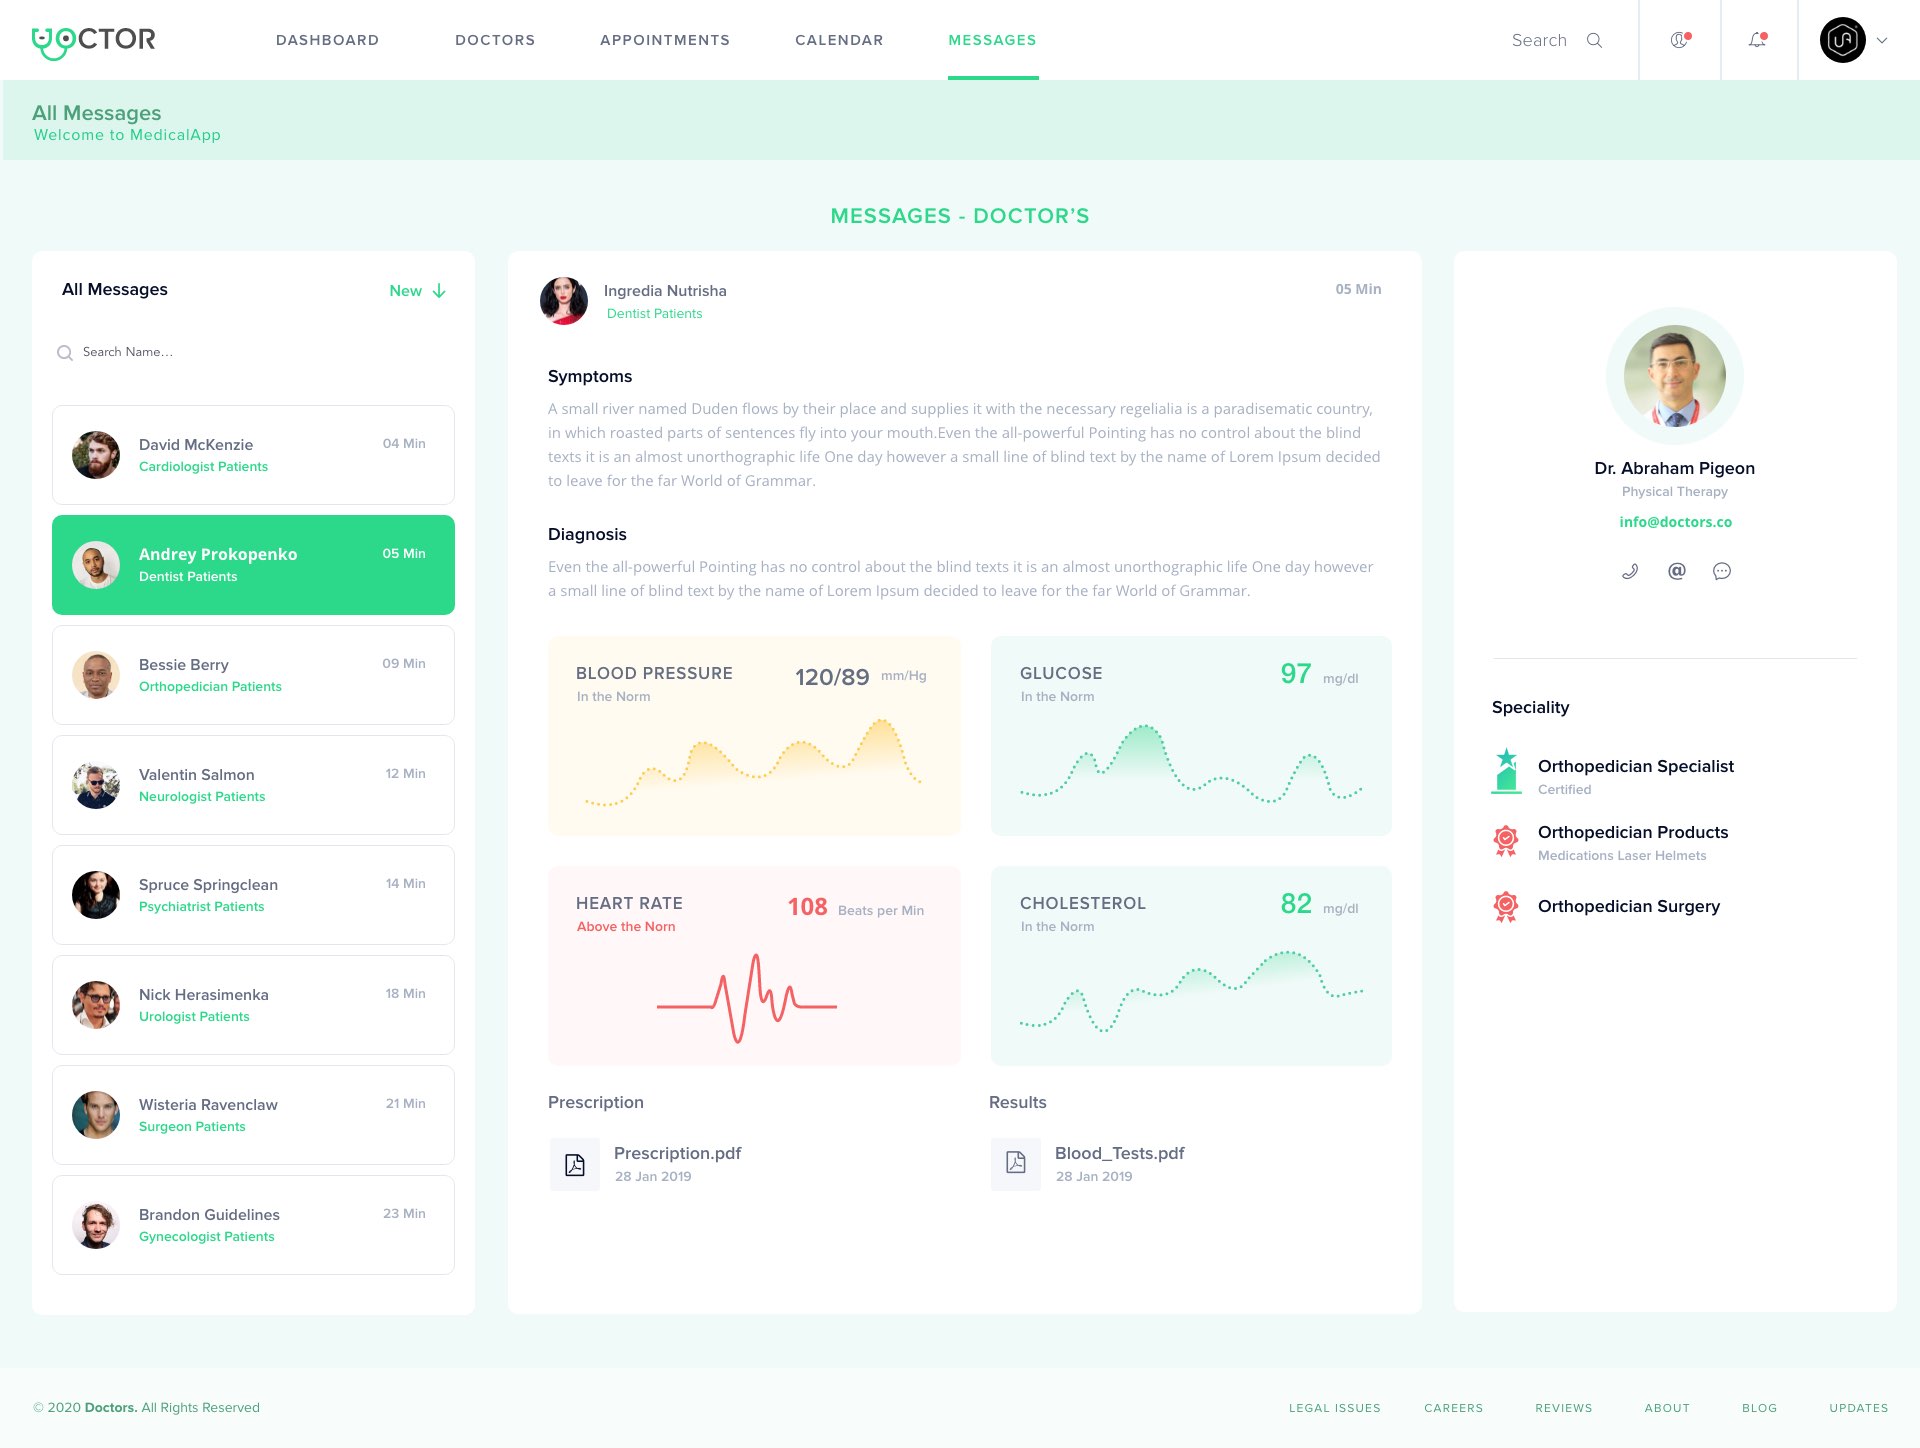 DOCTOR
DASHBOARD
DOCTORS
APPOINTMENTS
CALENDAR
MESSAGES
Search
All Messages
Welcome to MedicalApp
MESSAGES - DOCTOR’S
All Messages
New
Search Name...
David McKenzie
04 Min
Cardiologist Patients
Andrey Prokopenko
05 Min
Dentist Patients
Bessie Berry
09 Min
Orthopedician Patients
Valentin Salmon
12 Min
Neurologist Patients
Spruce Springclean
14 Min
Psychiatrist Patients
Nick Herasimenka
18 Min
Urologist Patients
Wisteria Ravenclaw
21 Min
Surgeon Patients
Brandon Guidelines
23 Min
Gynecologist Patients
Ingredia Nutrisha
05 Min
Dentist Patients
Symptoms
A small river named Duden flows by their place and supplies it with the necessary regelialia is a paradisematic country,
in which roasted parts of sentences fly into your mouth.Even the all-powerful Pointing has no control about the blind
texts it is an almost unorthographic life One day however a small line of blind text by the name of Lorem Ipsum decided
to leave for the far World of Grammar.
Diagnosis
Even the all-powerful Pointing has no control about the blind texts it is an almost unorthographic life One day however
a small line of blind text by the name of Lorem Ipsum decided to leave for the far World of Grammar.
BLOOD PRESSURE
120/89 mm/Hg
In the Norm
GLUCOSE
97 mg/dl
In the Norm
HEART RATE
108 Beats per Min
Above the Norn
CHOLESTEROL
82 mg/dl
In the Norm
Prescription
Prescription.pdf
28 Jan 2019
Results
Blood_Tests.pdf
28 Jan 2019
Dr. Abraham Pigeon
Physical Therapy
info@doctors.co
@
Speciality
Orthopedician Specialist
Certified
Orthopedician Products
Medications Laser Helmets
Orthopedician Surgery
© 2020 Doctors. All Rights Reserved
LEGAL ISSUES
CAREERS
REVIEWS
ABOUT
BLOG
UPDATES